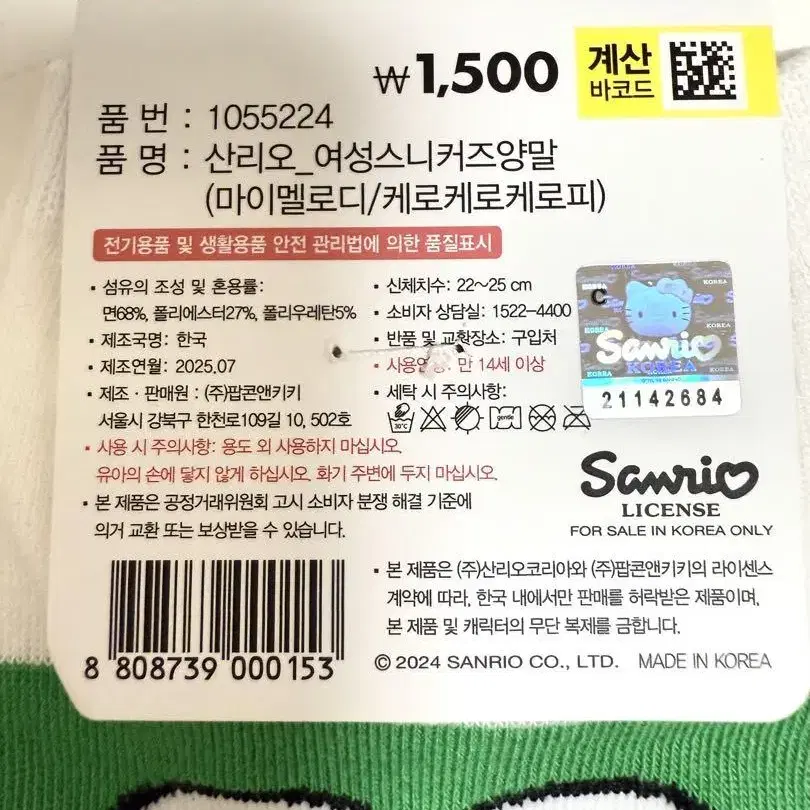 ₩1,500
계산
바코드
품 번 : 1055224
품 명 : 산리오_여성스니커즈양말
(마이멜로디/케로케로케로피)
전기용품 및 생활용품 안전 관리법에 의한 품질표시
• 섬유의 조성 및 혼용률:
면68%, 폴리에스터27%, 폴리우레탄5%
• 제조국명: 한국
• 제조연월: 2025.07
• 제조 · 판매원 : (주)팝콘앤키키
서울시 강북구 한천로109길 10, 502호
• 신체치수: 22~25 cm
• 소비자 상담실: 1522-4400
• 반품 및 교환장소: 구입처
• 사용연령: 만 14세 이상
• 세탁 시 주의사항:
30℃
gentle
C
KOREA
KOREA
Sanrio
KOREA
21142684
• 사용 시 주의사항: 용도 외 사용하지 마십시오.
유아의 손에 닿지 않게 하십시오. 화기 주변에 두지 마십시오.
• 본 제품은 공정거래위원회 고시 소비자 분쟁 해결 기준에
의거 교환 또는 보상받을 수 있습니다.
Sanrio
LICENSE
FOR SALE IN KOREA ONLY
• 본 제품은 (주)산리오코리아와 (주)팝콘앤키키의 라이센스
계약에 따라, 한국 내에서만 판매를 허락받은 제품이며,
본 제품 및 캐릭터의 무단 복제를 금합니다.
8 808739 000153
© 2024 SANRIO CO., LTD. MADE IN KOREA